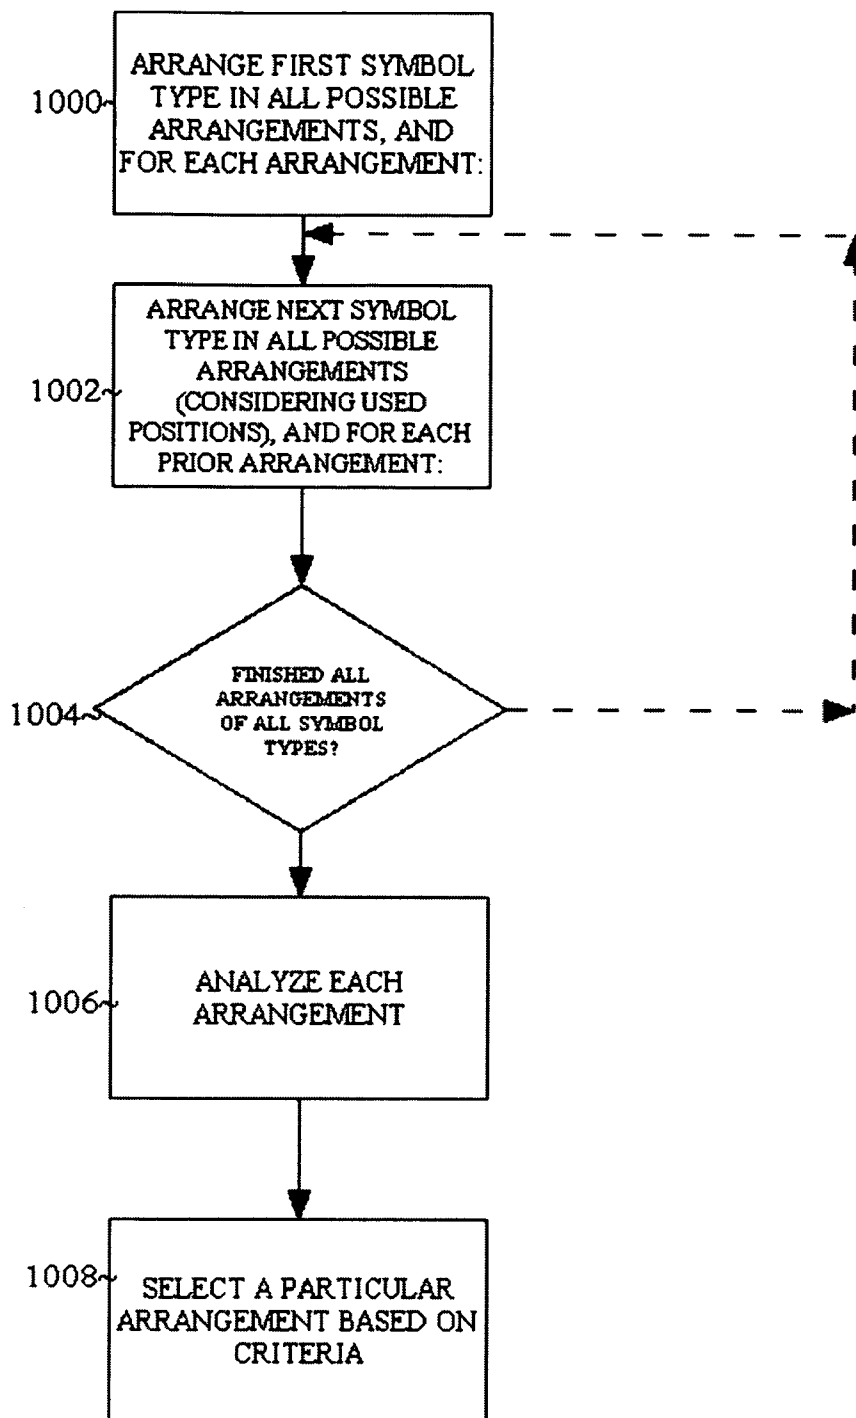 1000~
ARRANGE FIRST SYMBOL
TYPE IN ALL POSSIBLE
ARRANGEMENTS, AND
FOR EACH ARRANGEMENT:
1002~
ARRANGE NEXT SYMBOL
TYPE IN ALL POSSIBLE
ARRANGEMENTS
(CONSIDERING USED
POSITIONS), AND FOR EACH
PRIOR ARRANGEMENT:
1004~
FINISHED ALL
ARRANGEMENTS
OF ALL SYMBOL
TYPES?
1006~
ANALYZE EACH
ARRANGEMENT
1008~
SELECT A PARTICULAR
ARRANGEMENT BASED ON
CRITERIA